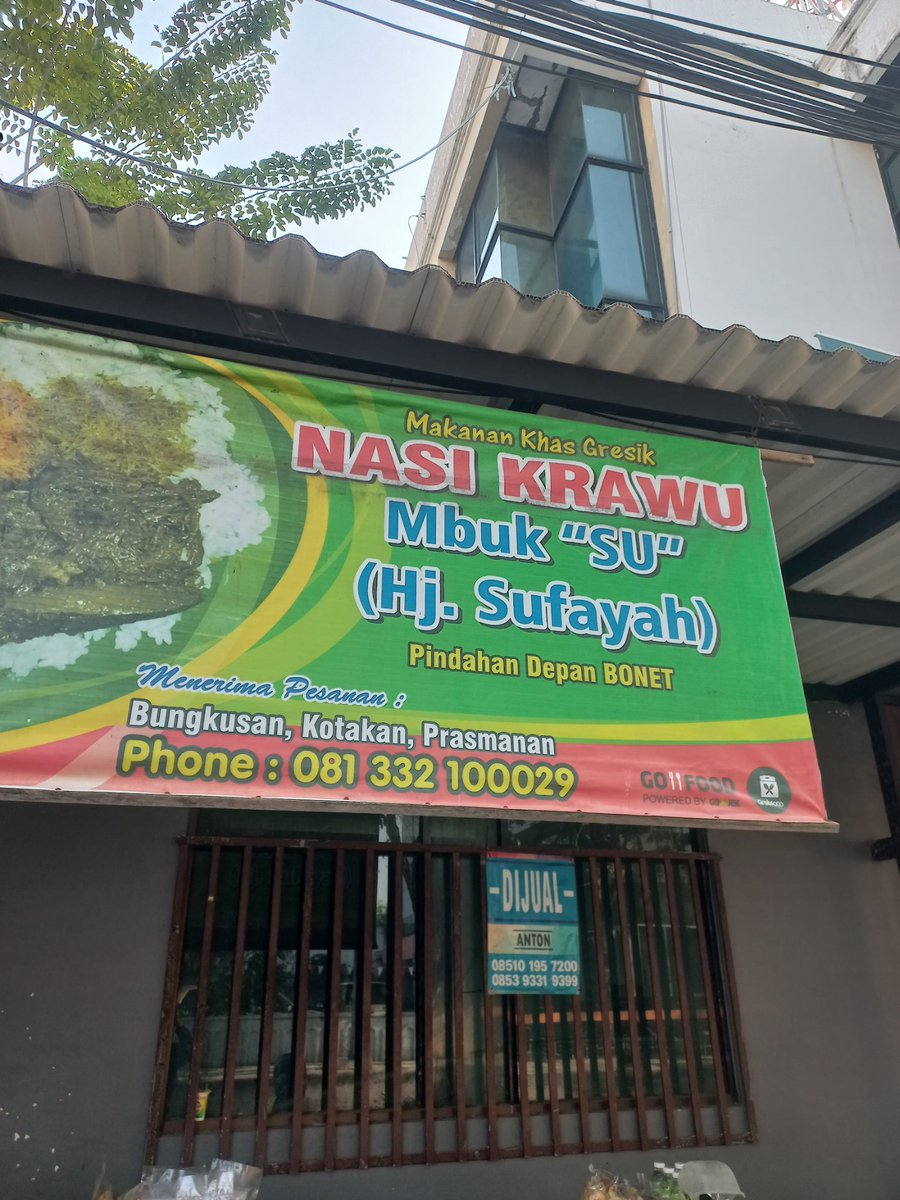 Makanan Khas Gresik
NASI KRAWU
Mbuk "SU"
(Hj. Sufayah)
Pindahan Depan BONET
Menerima Pesanan :
Bungkusan, Kotakan, Prasmanan
Phone : 081 332 100029
GO FOOD
POWERED BY GOJEK
-DIJUAL-
ANTON
08510 195 7200
0853 9331 9399